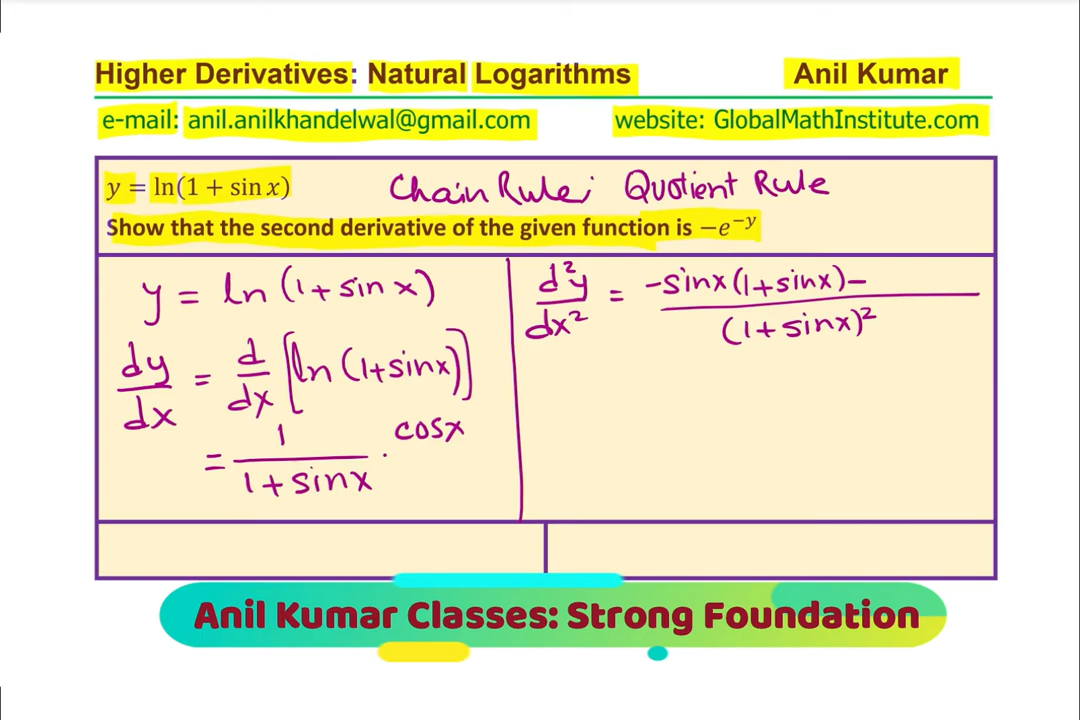 Higher Derivatives: Natural Logarithms Anil Kumar
e-mail: anil.anilkhandelwal@gmail.com website: GlobalMathInstitute.com
y = ln(1 + sin x) Chain Rule; Quotient Rule
Show that the second derivative of the given function is −e^{−y}
y = ln (1+ sin x)
dy/dx = d/dx [ln (1+sinx)]
= 1/(1+sinx) · cosx
d²y/dx² = -sinx(1+sinx)− / (1+sinx)²
Anil Kumar Classes: Strong Foundation